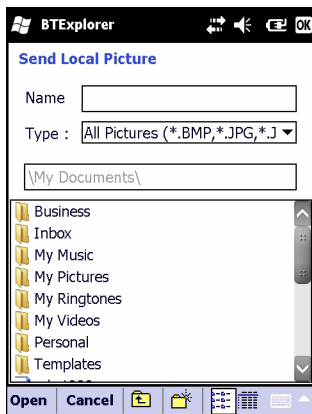 BTExplorer OK
Send Local Picture
Name
Type : All Pictures (*.BMP,*.JPG,*.J
\My Documents\
Business
Inbox
My Music
My Pictures
My Ringtones
My Videos
Personal
Templates
Open Cancel